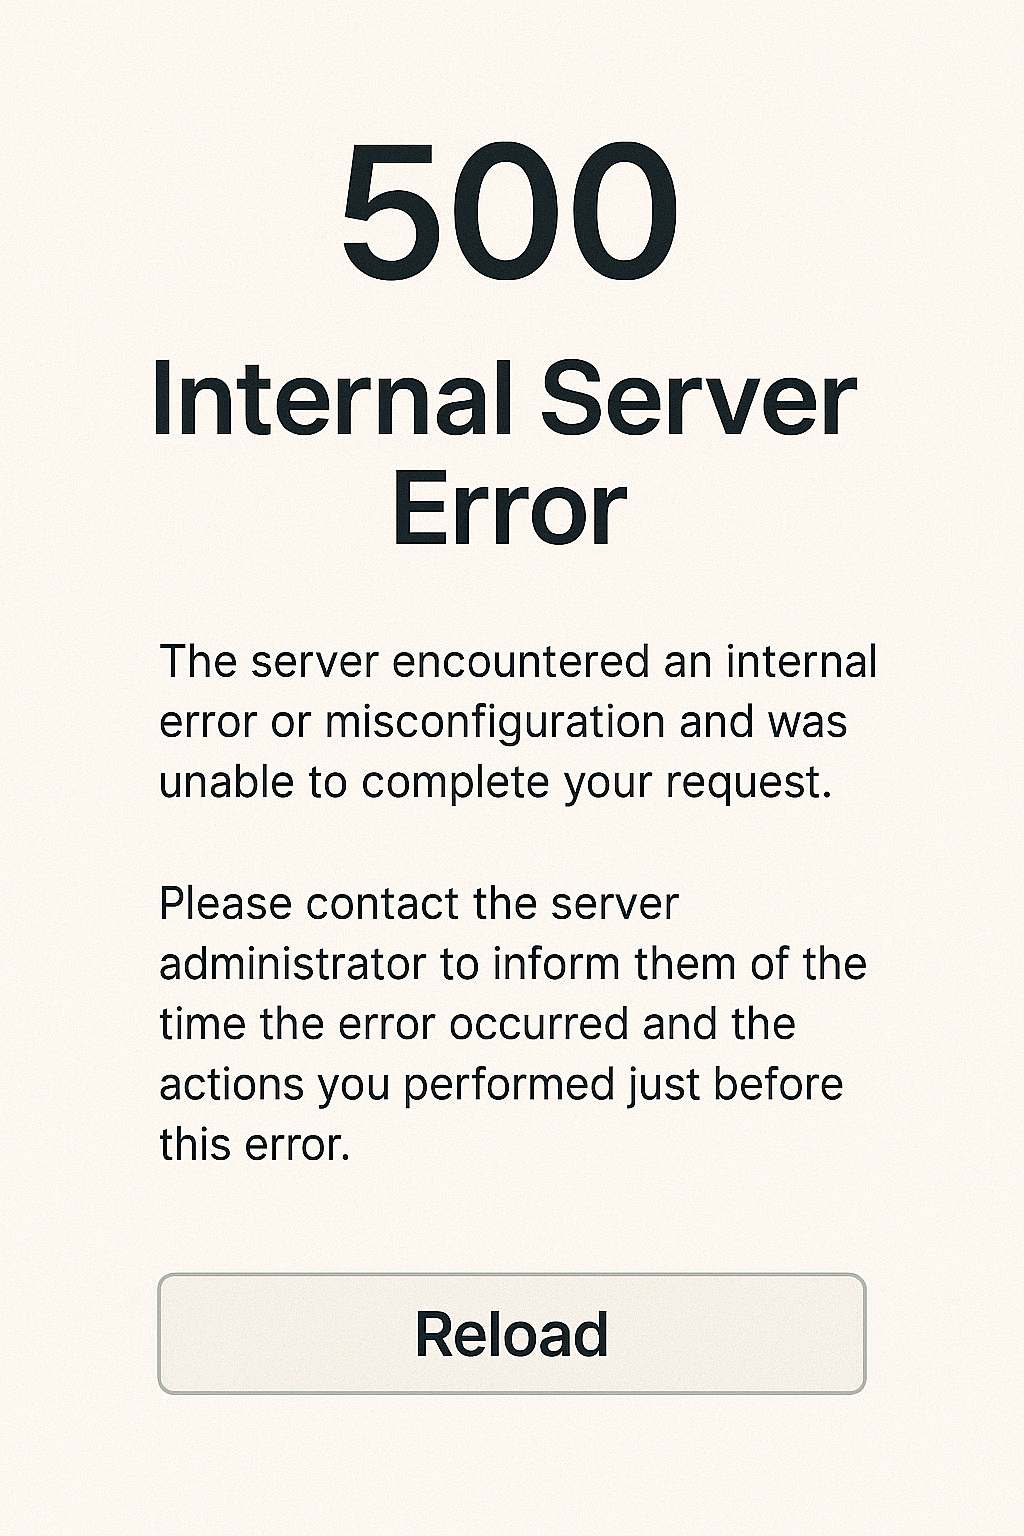 500
Internal Server
Error
The server encountered an internal
error or misconfiguration and was
unable to complete your request.
Please contact the server
administrator to inform them of the
time the error occurred and the
actions you performed just before
this error.
Reload